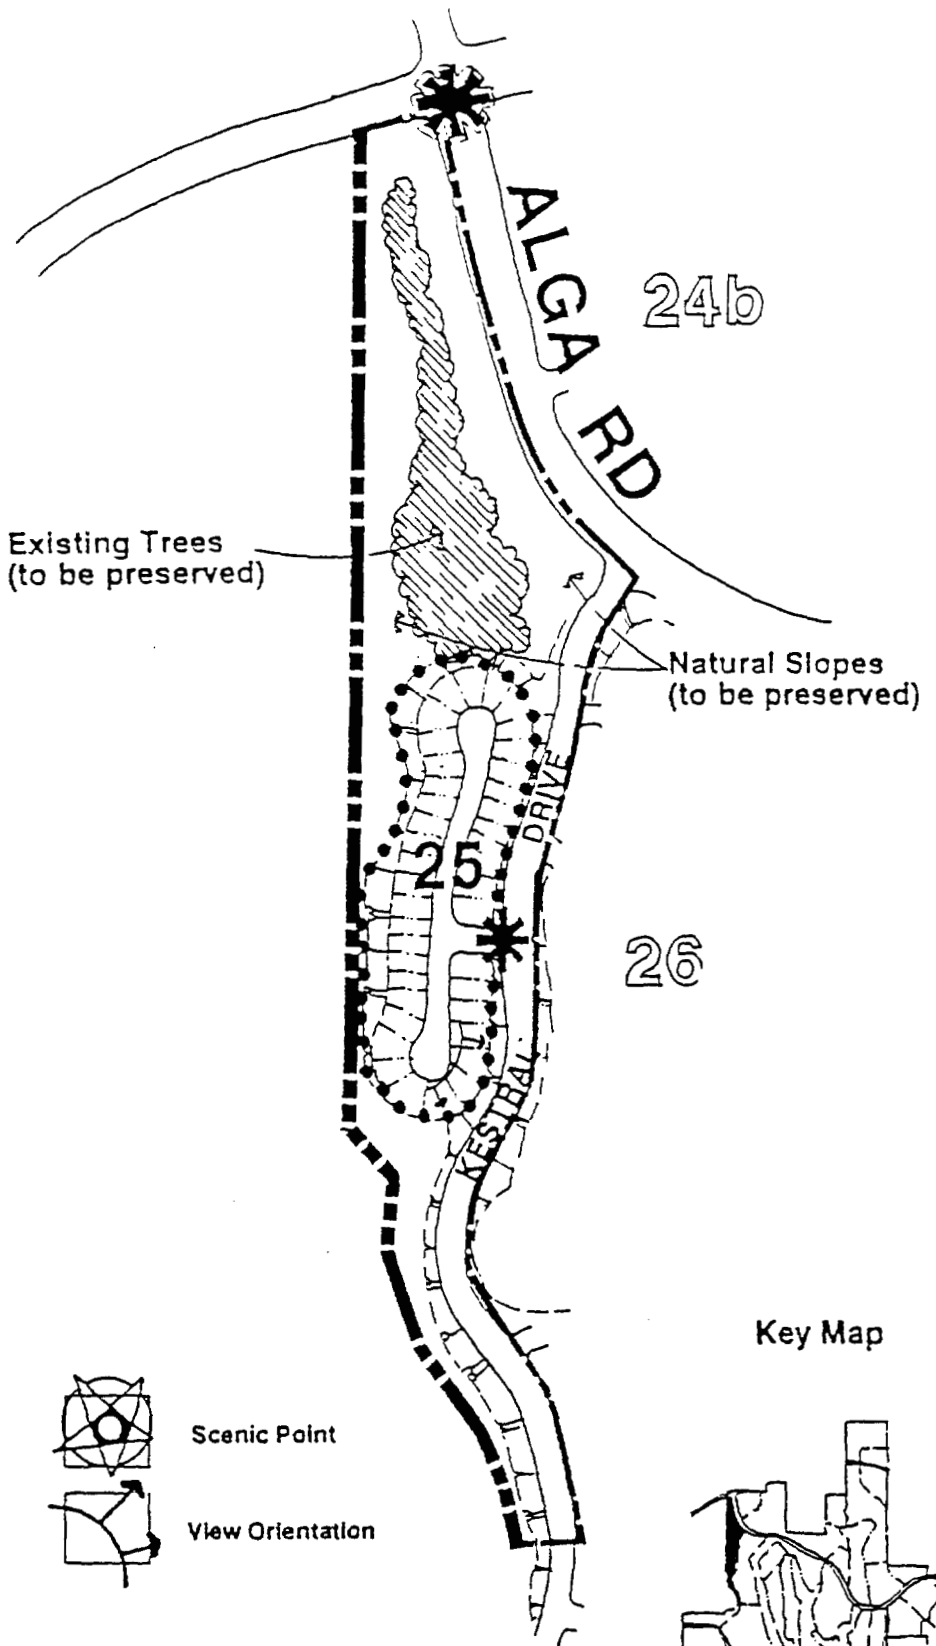 ALGA RD
24b
Existing Trees
(to be preserved)
Natural Slopes
(to be preserved)
DRIVE
25
26
KESTRAL
Key Map
Scenic Point
View Orientation